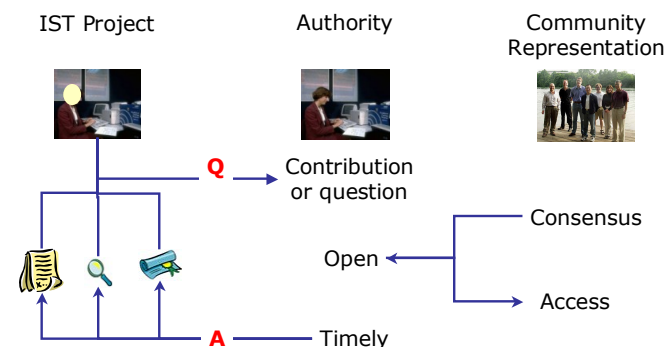 IST Project
Authority
Community
Representation
Q
Contribution
or question
Consensus
Open
Access
A
Timely